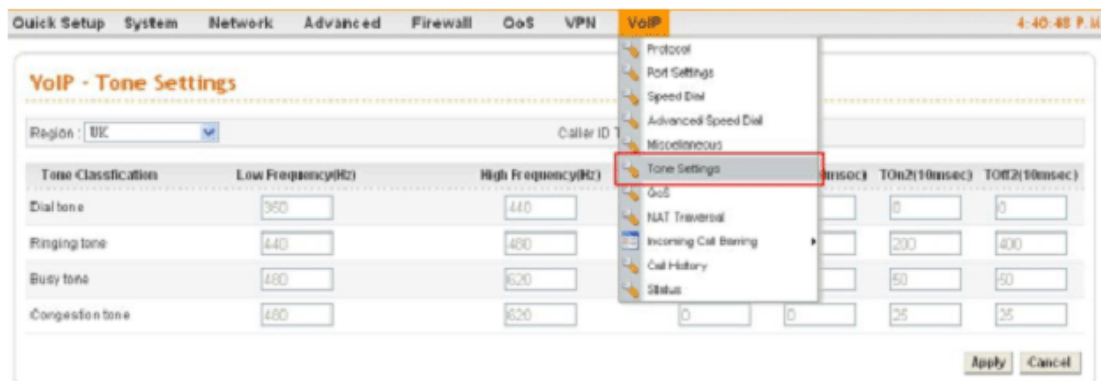 Quick Setup System Network Advanced Firewall QoS VPN VoIP 4:40:48 P.M
Protocol
Port Settings
Speed Dial
Advanced Speed Dial
Miscellaneous
Tone Settings
QoS
NAT Traversal
Incoming Call Barring
Call History
Status
VoIP - Tone Settings
Region : UK Caller ID T
Tone Classfication Low Frequency(Hz) High Frequency(Hz) msec) TOn2(10msec) TOff2(10msec)
Dial tone 350 440 0 0
Ringing tone 440 480 200 400
Busy tone 480 620 50 50
Congestion tone 480 620 0 0 25 25
Apply Cancel